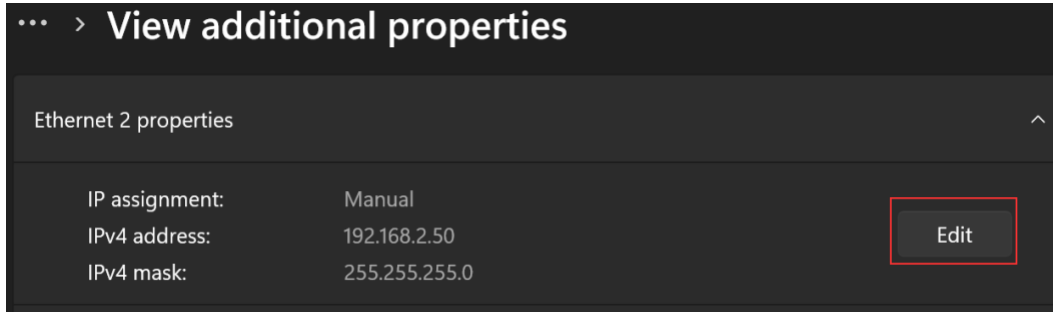 ... > View additional properties
Ethernet 2 properties
IP assignment: Manual
IPv4 address: 192.168.2.50
IPv4 mask: 255.255.255.0
Edit